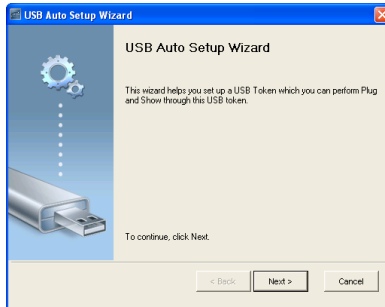 USB Auto Setup Wizard
USB Auto Setup Wizard
This wizard helps you set up a USB Token which you can perform Plug
and Show through this USB token.
To continue, click Next.
< Back
Next >
Cancel